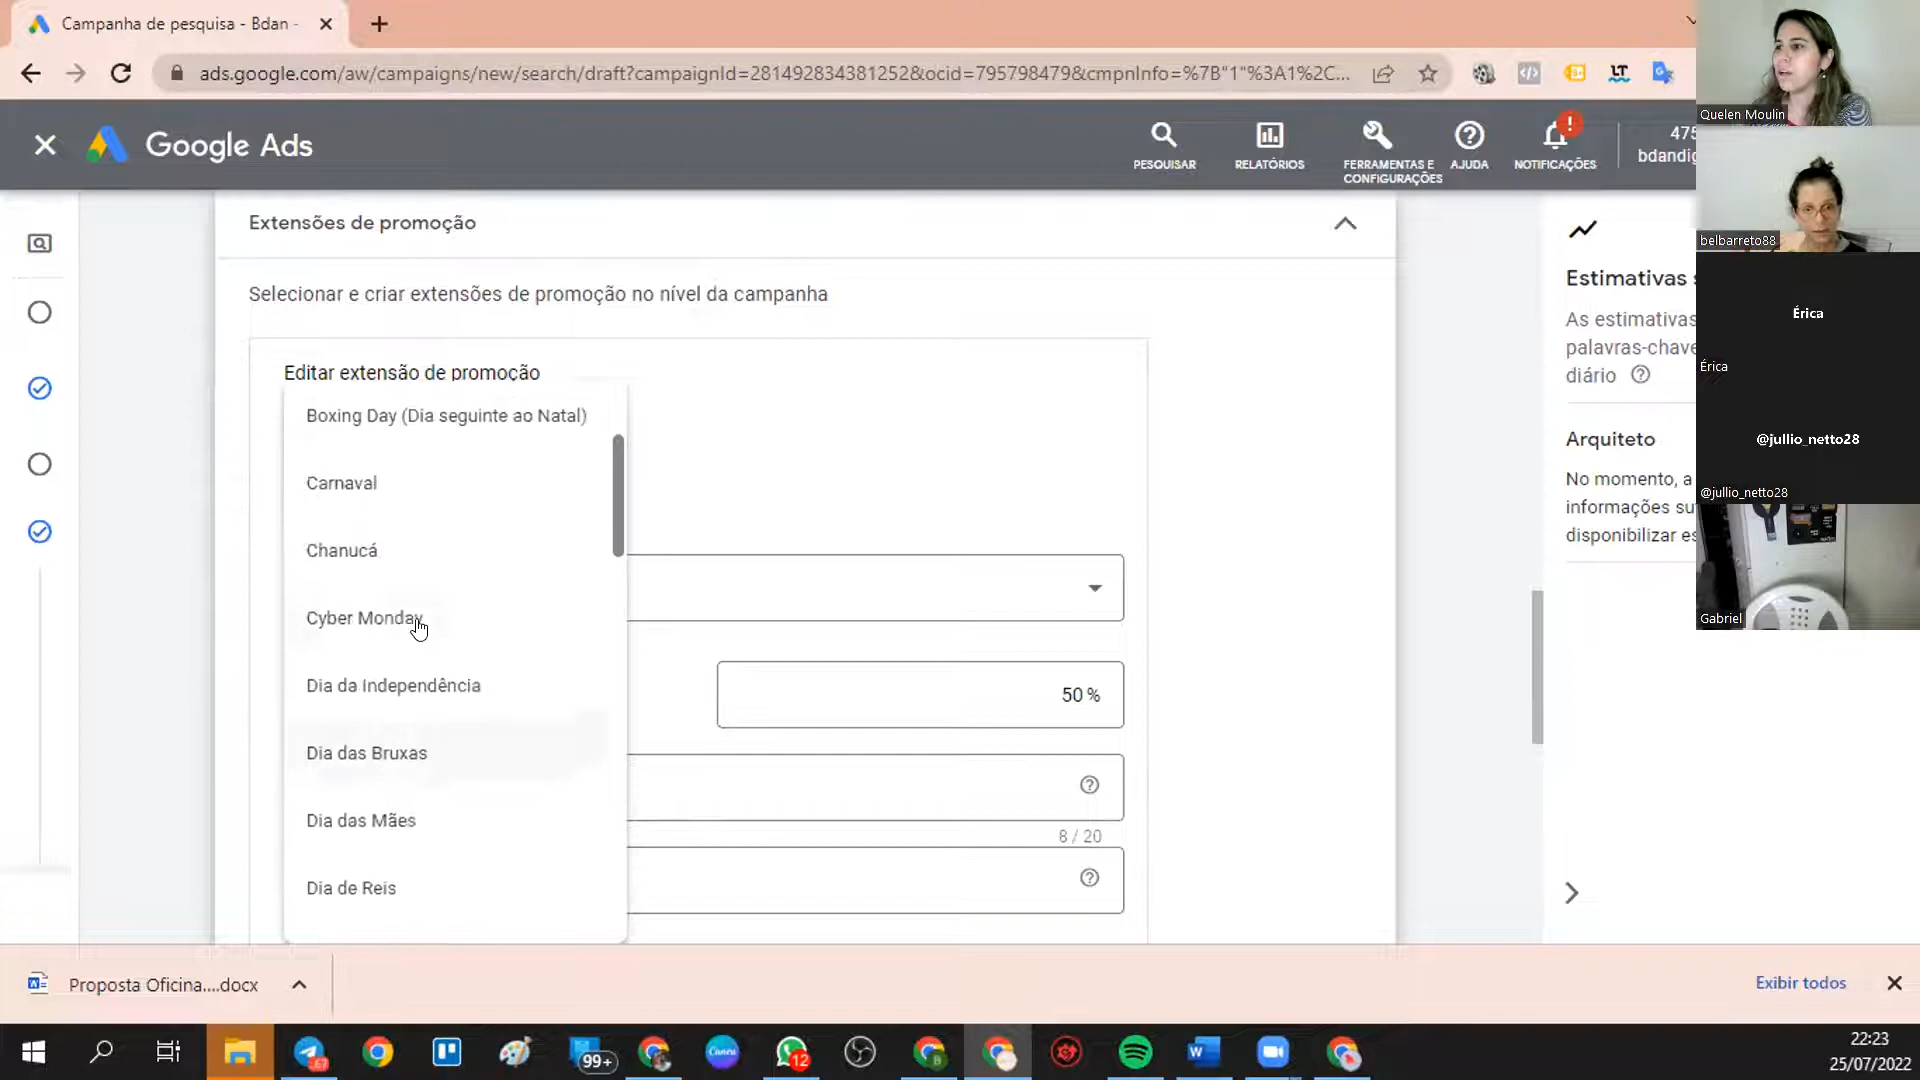 Campanha de pesquisa - Bdan -
ads.google.com/aw/campaigns/new/search/draft?campaignId=281492834381252&ocid=795798479&cmpnInfo=%7B"1"%3A1%2C...
Google Ads
PESQUISAR
RELATÓRIOS
FERRAMENTAS E
CONFIGURAÇÕES
AJUDA
NOTIFICAÇÕES
475
bdandig
Extensões de promoção
Selecionar e criar extensões de promoção no nível da campanha
Editar extensão de promoção
Boxing Day (Dia seguinte ao Natal)
Carnaval
Chanucá
Cyber Monday
Dia da Independência
Dia das Bruxas
Dia das Mães
Dia de Reis
50 %
8 / 20
Estimativas s
As estimativas
palavras-chave
diário
Arquiteto
No momento, a
informações su
disponibilizar es
Quelen Moulin
belbarreto88
Érica
Érica
@jullio_netto28
@jullio_netto28
Gabriel
Proposta Oficina....docx
Exibir todos
99+
Canva
12
22:23
25/07/2022